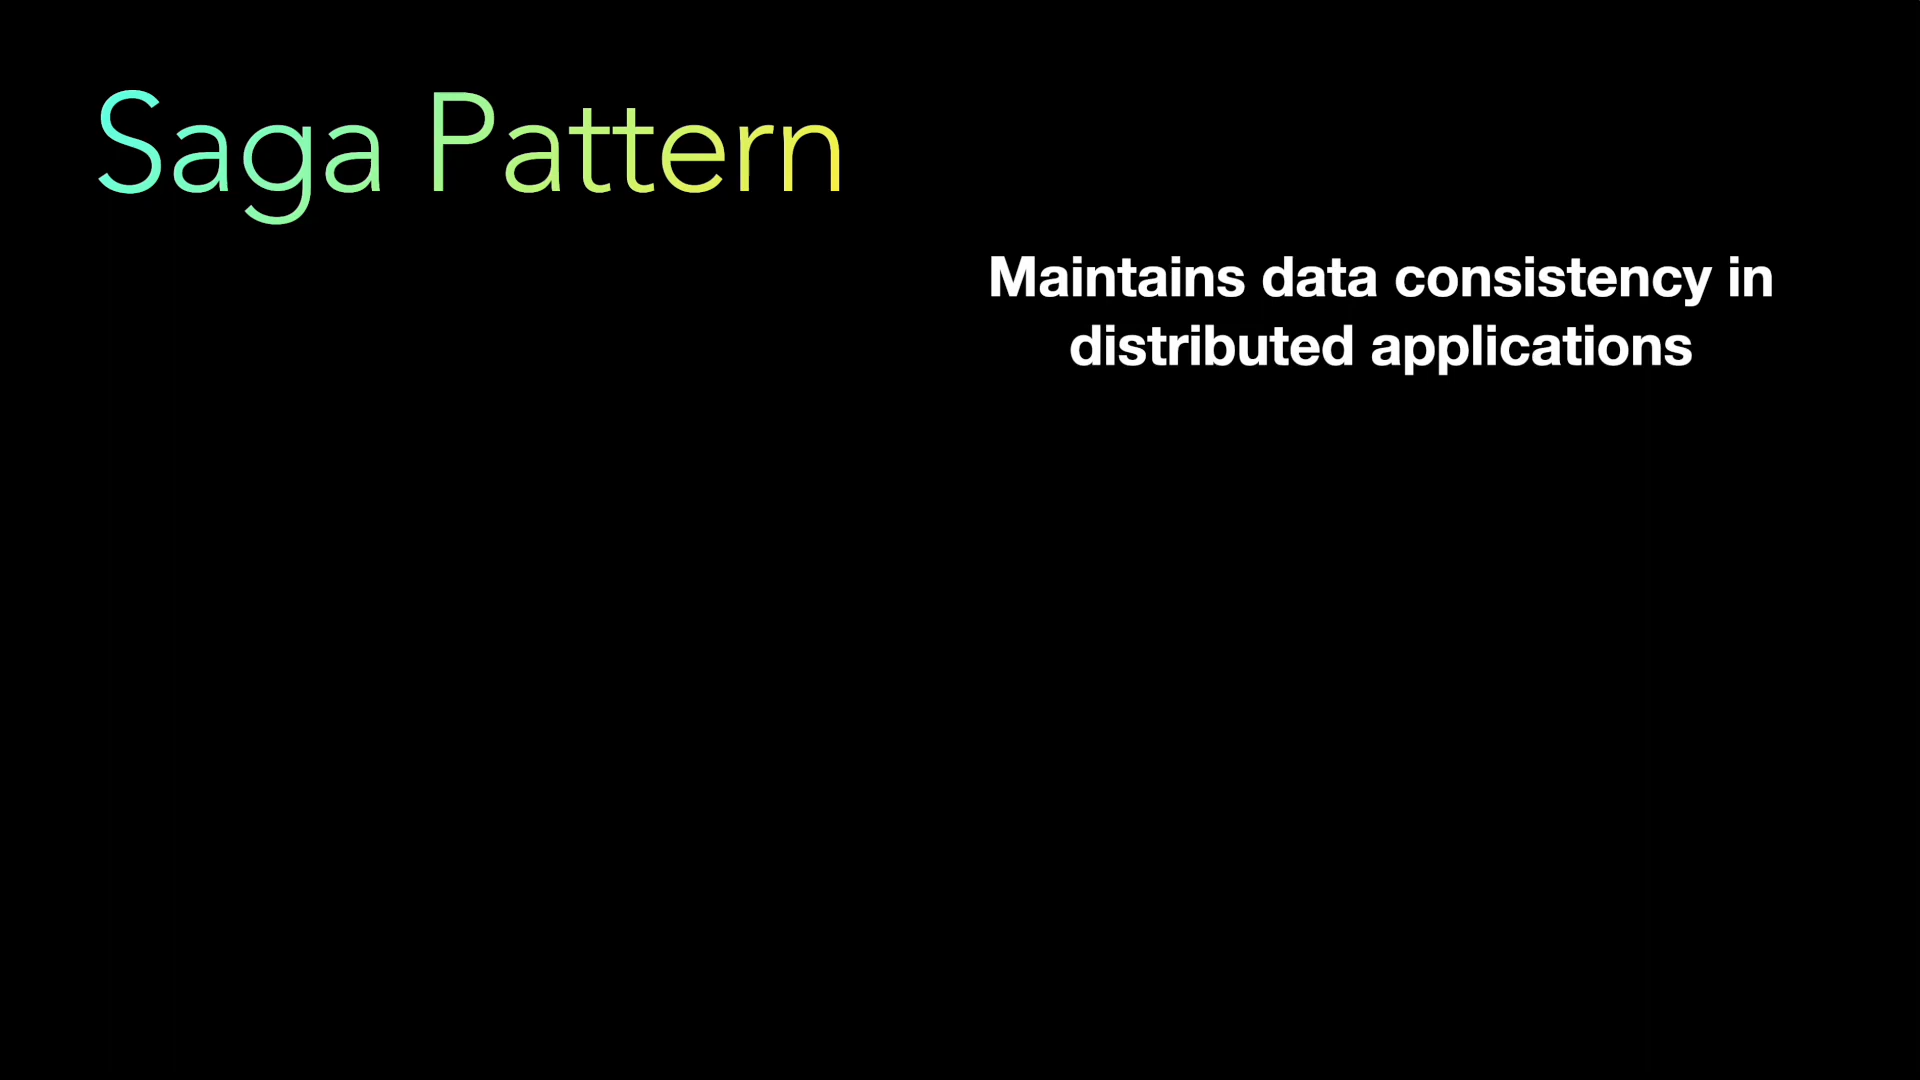 Saga Pattern
Maintains data consistency in
distributed applications